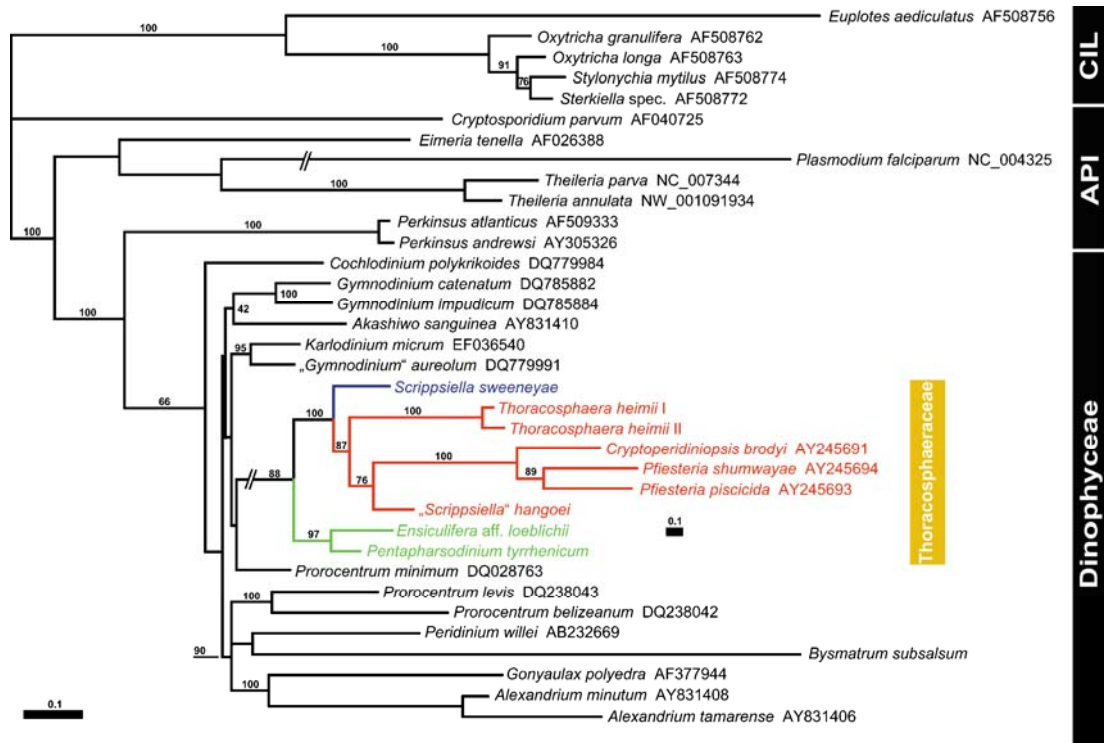 Euplotes aediculatus AF508756
100
Oxytricha granulifera AF508762
100
Oxytricha longa AF508763
91
Stylonychia mytilus AF508774
76
Sterkiella spec. AF508772
CIL
Cryptosporidium parvum AF040725
Eimeria tenella AF026388
Plasmodium falciparum NC_004325
Theileria parva NC_007344
100
Theileria annulata NW_001091934
API
Perkinsus atlanticus AF509333
100
100
Perkinsus andrewsi AY305326
Cochlodinium polykrikoides DQ779984
Gymnodinium catenatum DQ785882
100
Gymnodinium impudicum DQ785884
42
100
Akashiwo sanguinea AY831410
Karlodinium micrum EF036540
95
„Gymnodinium“ aureolum DQ779991
Scrippsiella sweeneyae
66
100
Thoracosphaera heimii I
100
Thoracosphaera heimii II
87
Cryptoperidiniopsis brodyi AY245691
100
Pfiesteria shumwayae AY245694
89
88
76
Pfiesteria piscicida AY245693
„Scrippsiella“ hangoei
0.1
Ensiculifera aff. loeblichii
97
Pentapharsodinium tyrrhenicum
Thoracosphaeraceae
Prorocentrum minimum DQ028763
Prorocentrum levis DQ238043
100
Prorocentrum belizeanum DQ238042
Peridinium willei AB232669
90
Bysmatrum subsalsum
Gonyaulax polyedra AF377944
100
Alexandrium minutum AY831408
0.1
Alexandrium tamarense AY831406
Dinophyceae